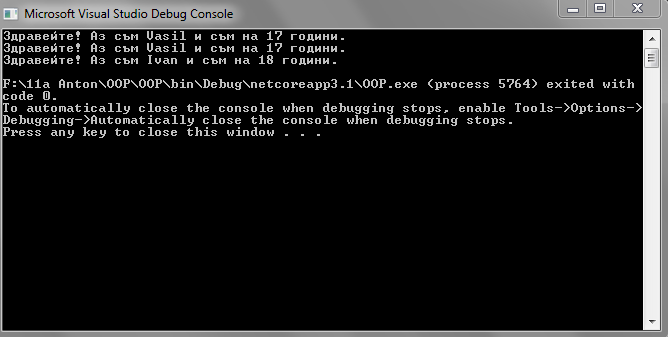 Microsoft Visual Studio Debug Console
Здравейте! Аз съм Vasil и съм на 17 години.
Здравейте! Аз съм Vasil и съм на 17 години.
Здравейте! Аз съм Ivan и съм на 18 години.
F:\11a Anton\OOP\OOP\bin\Debug\netcoreapp3.1\OOP.exe (process 5764) exited with
code 0.
To automatically close the console when debugging stops, enable Tools->Options->
Debugging->Automatically close the console when debugging stops.
Press any key to close this window . . .